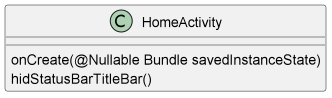 C HomeActivity
onCreate(@Nullable Bundle savedInstanceState)
hidStatusBarTitleBar()